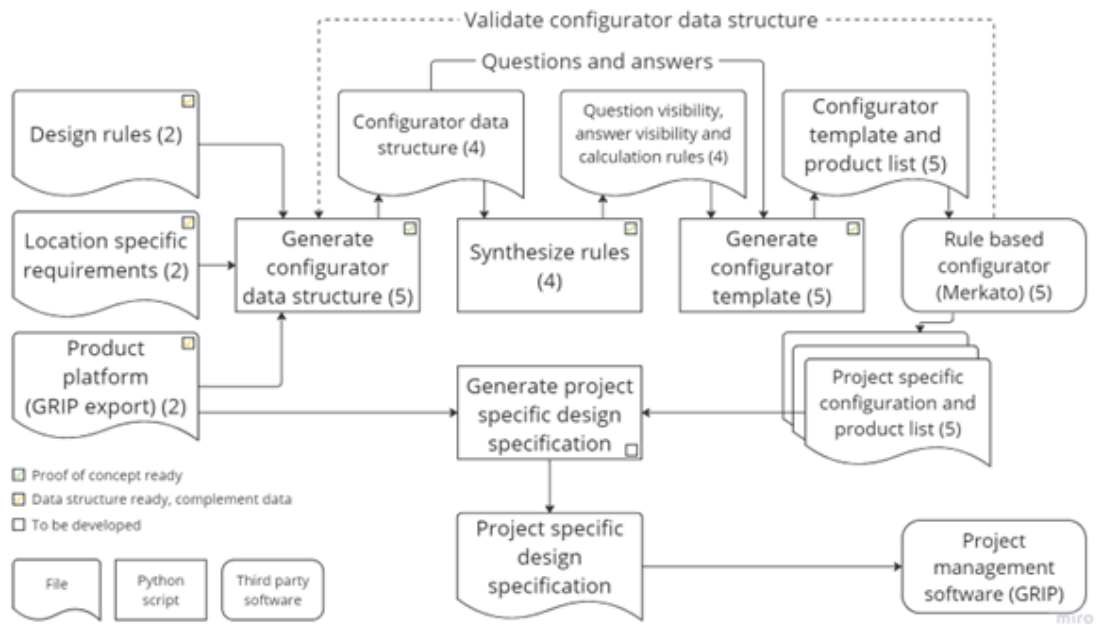 Validate configurator data structure
Questions and answers
Design rules (2)
Configurator data
structure (4)
Question visibility,
answer visibility and
calculation rules (4)
Configurator
template and
product list (5)
Location specific
requirements (2)
Generate
configurator
data structure (5)
Synthesize rules
(4)
Generate
configurator
template (5)
Rule based
configurator
(Merkato) (5)
Product
platform
(GRIP export) (2)
Generate project
specific design
specification
Project specific
configuration and
product list (5)
Proof of concept ready
Data structure ready, complement data
To be developed
File
Python
script
Third party
software
Project specific
design
specification
Project
management
software (GRIP)
miro